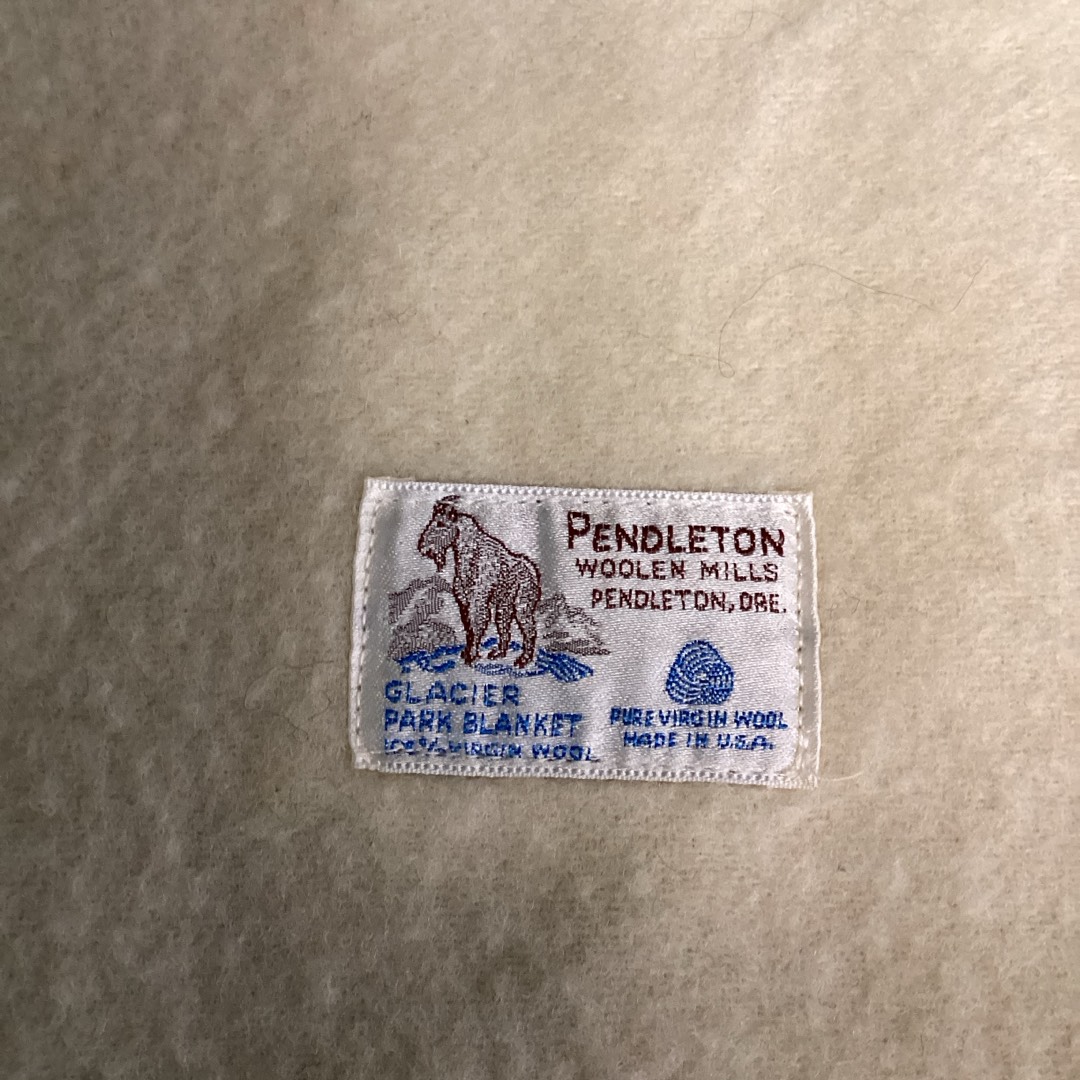 PENDLETON
WOOLEN MILLS
PENDLETON, ORE.
GLACIER
PARK BLANKET
100% VIRGIN WOOL
PURE VIRGIN WOOL
MADE IN U.S.A.